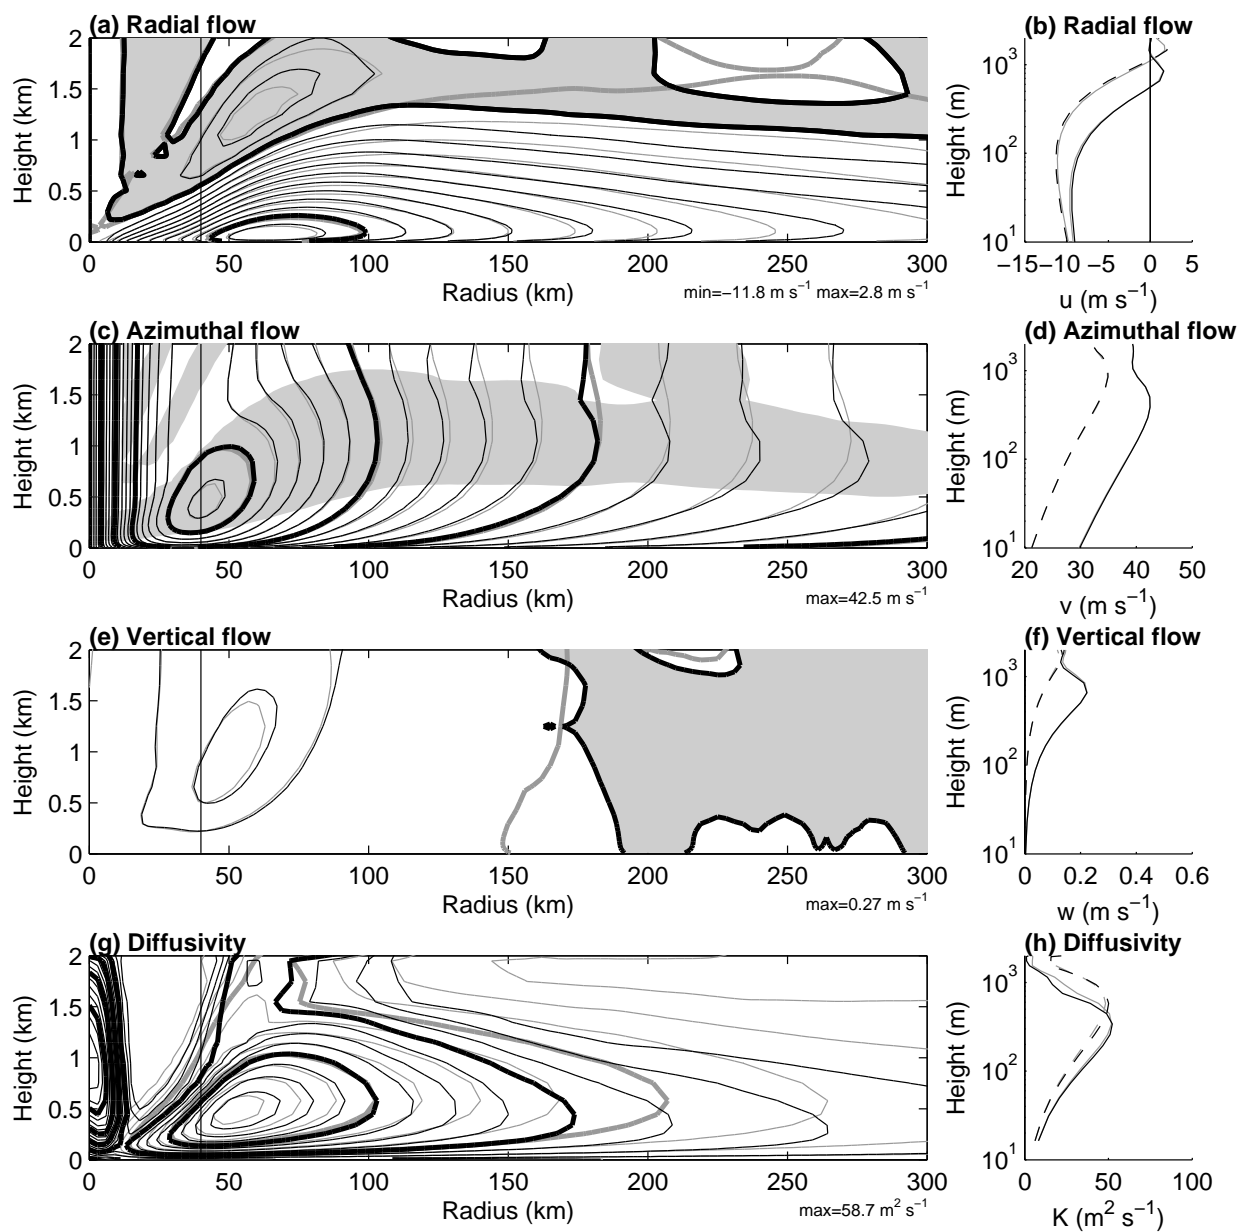 (a) Radial flow
Height (km)
2
1.5
1
0.5
0
0 50 100 150 200 250 300
Radius (km)
min=−11.8 m s⁻¹ max=2.8 m s⁻¹
(b) Radial flow
Height (m)
10³
10²
10¹
−15 −10 −5 0 5
u (m s⁻¹)
(c) Azimuthal flow
Height (km)
2
1.5
1
0.5
0
0 50 100 150 200 250 300
Radius (km)
max=42.5 m s⁻¹
(d) Azimuthal flow
Height (m)
10³
10²
10¹
20 30 40 50
v (m s⁻¹)
(e) Vertical flow
Height (km)
2
1.5
1
0.5
0
0 50 100 150 200 250 300
Radius (km)
max=0.27 m s⁻¹
(f) Vertical flow
Height (m)
10³
10²
10¹
0 0.2 0.4 0.6
w (m s⁻¹)
(g) Diffusivity
Height (km)
2
1.5
1
0.5
0
0 50 100 150 200 250 300
Radius (km)
max=58.7 m² s⁻¹
(h) Diffusivity
Height (m)
10³
10²
10¹
0 50 100
K (m² s⁻¹)